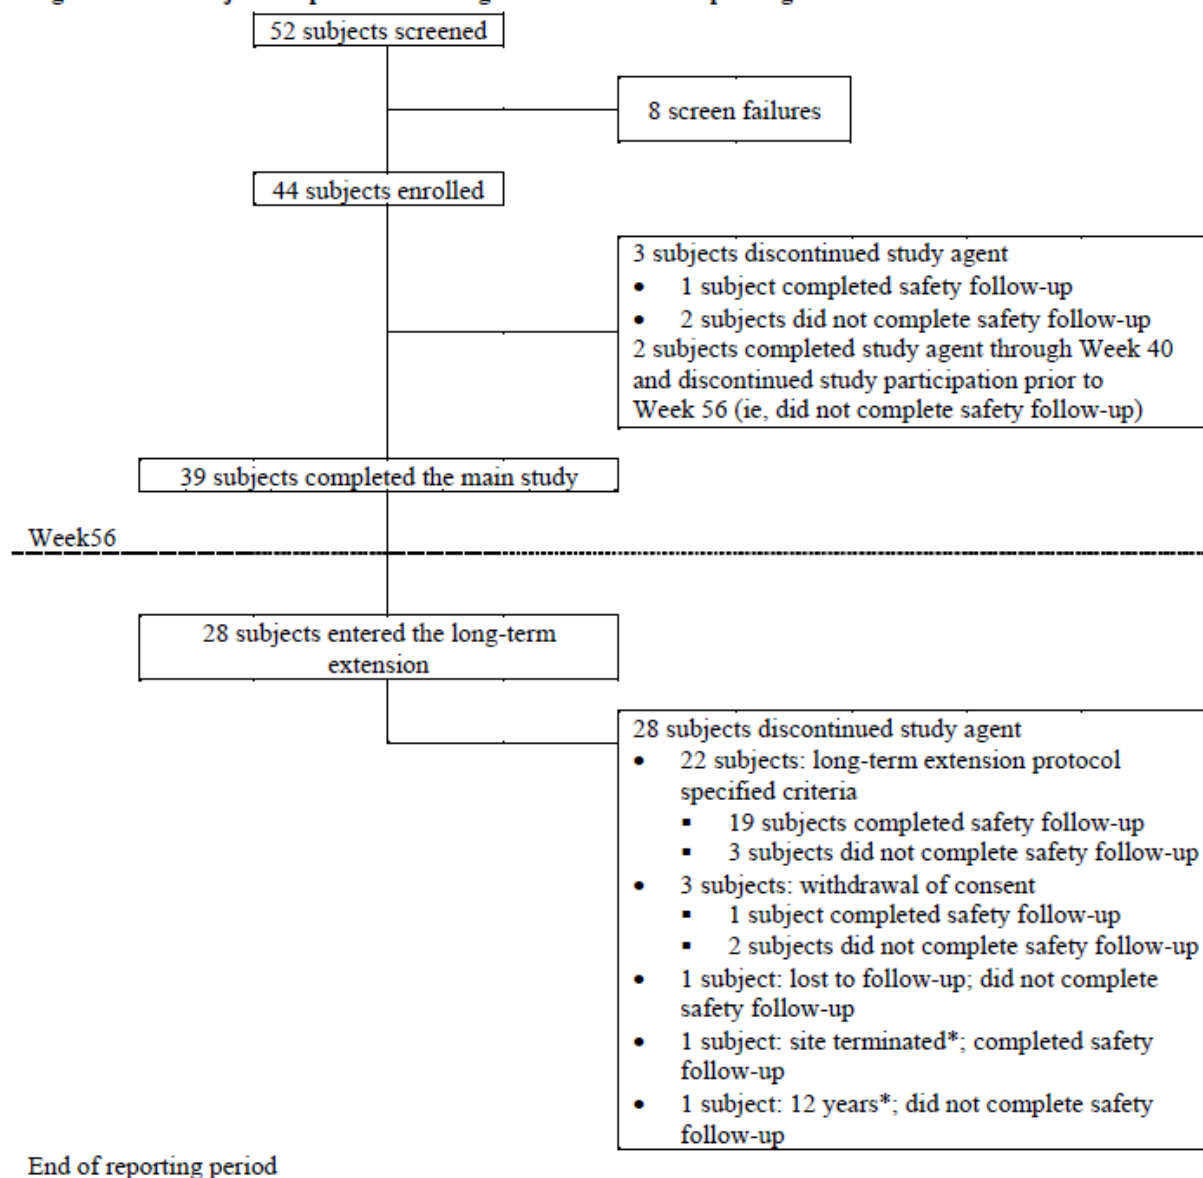 52 subjects screened
8 screen failures
44 subjects enrolled
3 subjects discontinued study agent
• 1 subject completed safety follow-up
• 2 subjects did not complete safety follow-up
2 subjects completed study agent through Week 40
and discontinued study participation prior to
Week 56 (ie, did not complete safety follow-up)
39 subjects completed the main study
Week56
28 subjects entered the long-term
extension
28 subjects discontinued study agent
• 22 subjects: long-term extension protocol
specified criteria
▪ 19 subjects completed safety follow-up
▪ 3 subjects did not complete safety follow-up
• 3 subjects: withdrawal of consent
▪ 1 subject completed safety follow-up
▪ 2 subjects did not complete safety follow-up
• 1 subject: lost to follow-up; did not complete
safety follow-up
• 1 subject: site terminated*; completed safety
follow-up
• 1 subject: 12 years*; did not complete safety
follow-up
End of reporting period